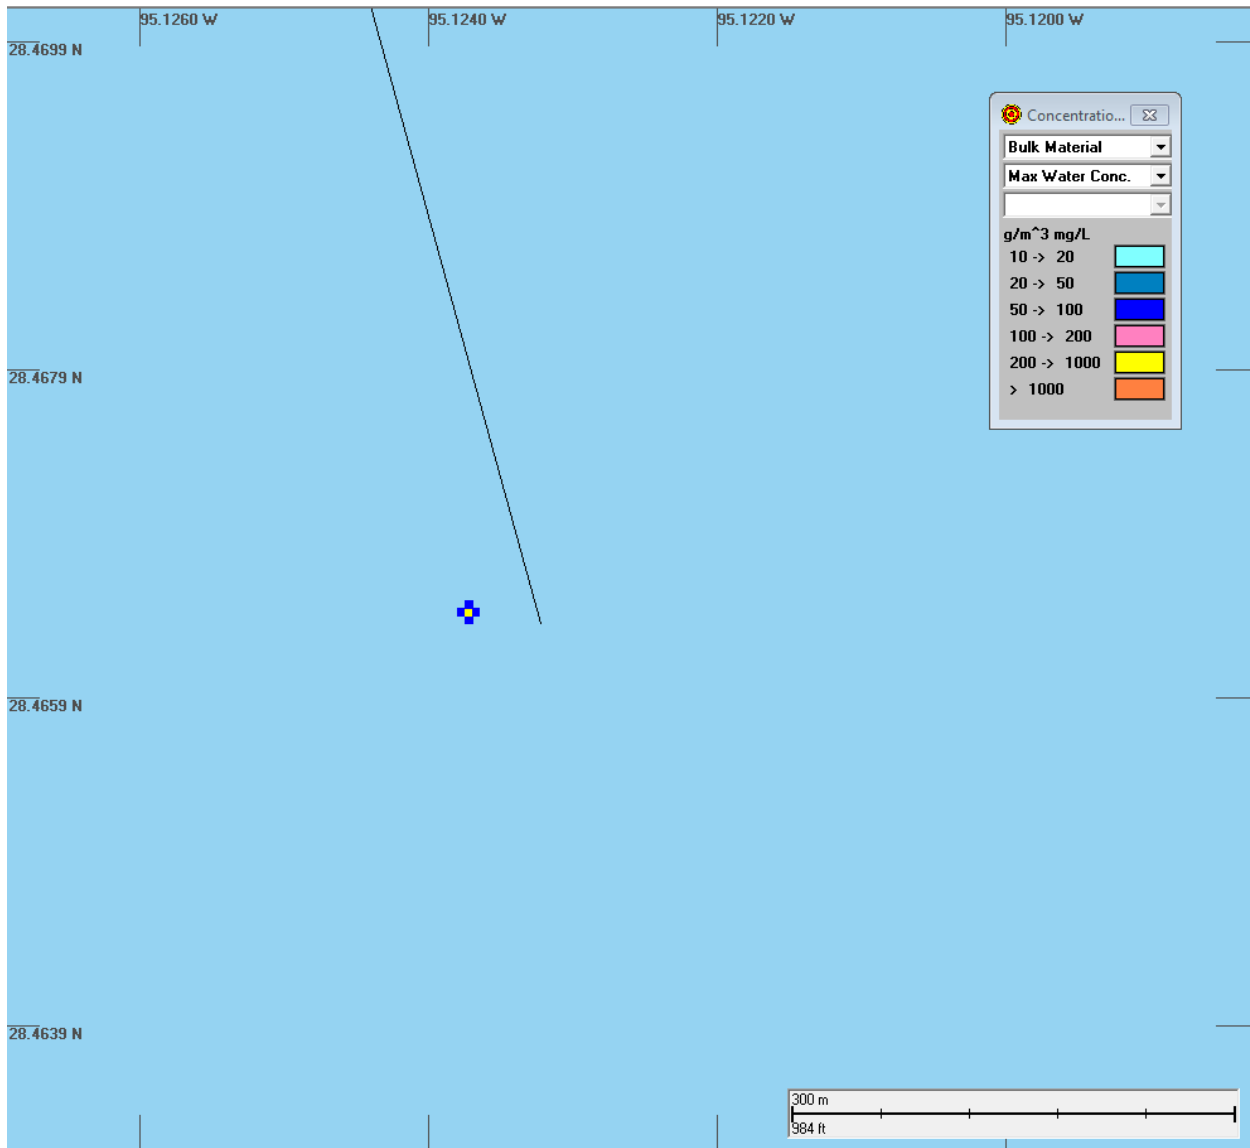 95.1260 W 95.1240 W 95.1220 W 95.1200 W
28.4699 N
Concentratio...
Bulk Material
Max Water Conc.
g/m^3 mg/L
10 -> 20
20 -> 50
50 -> 100
100 -> 200
200 -> 1000
> 1000
28.4679 N
28.4659 N
28.4639 N
300 m
984 ft